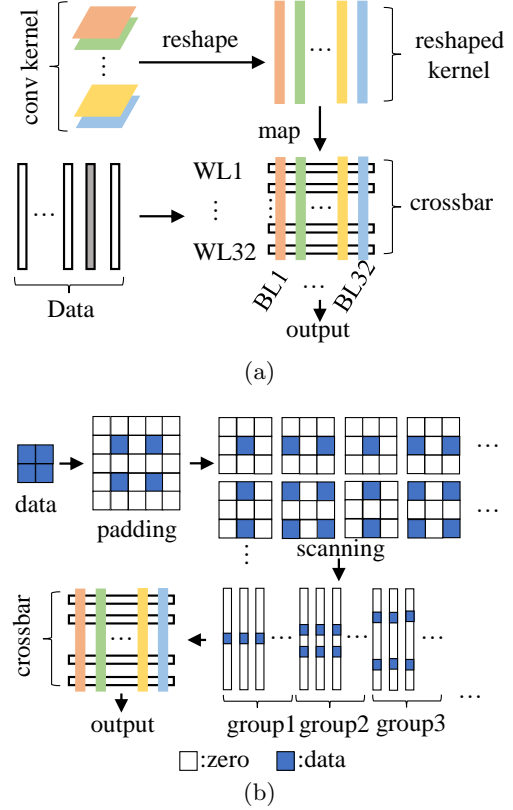 conv kernel
reshape
...
reshaped
kernel
map
WL1
...
WL32
crossbar
Data
BL1
...
BL32
output
(a)
data
padding
...
scanning
crossbar
output
group1
group2
group3
...
:zero
:data
(b)